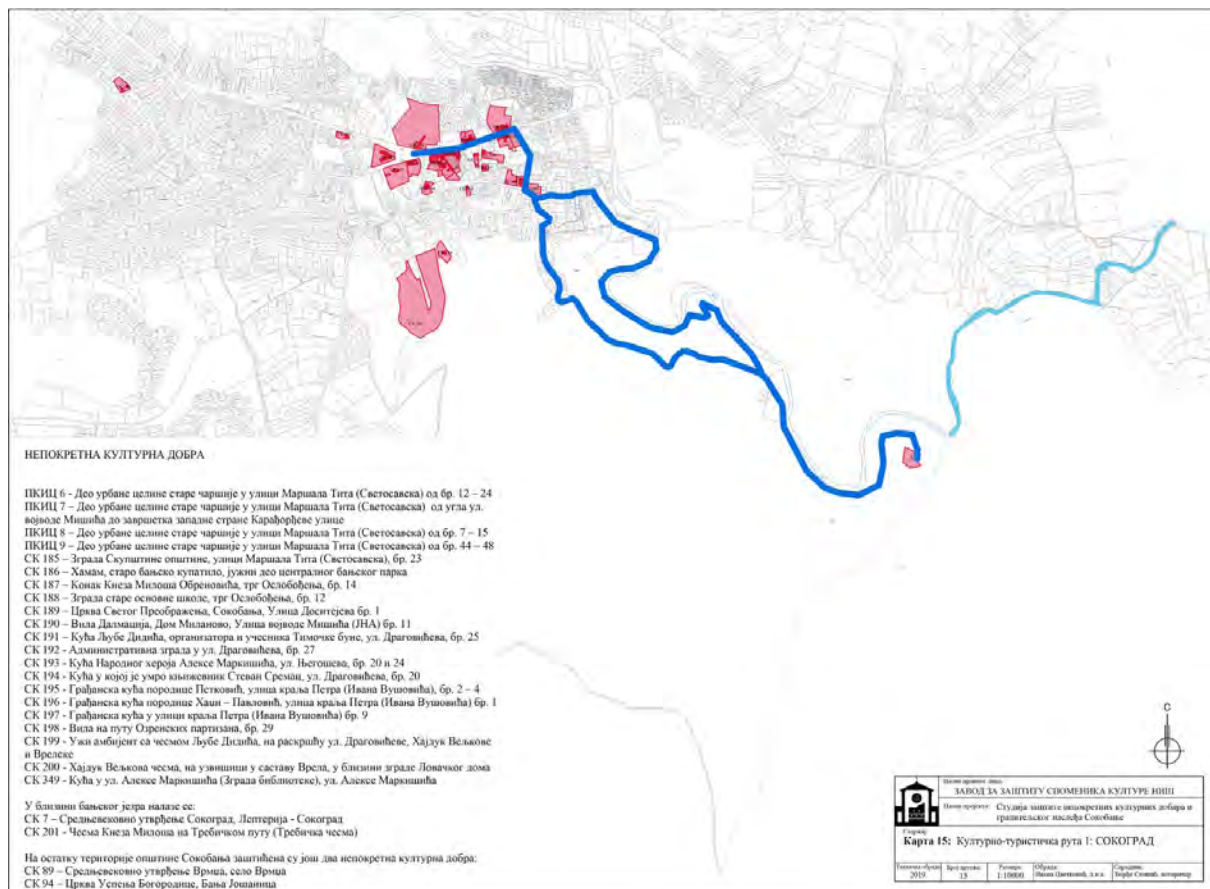 НЕПОКРЕТНА КУЛТУРНА ДОБРА
ПКИЦ 6 - Део урбане целине старе чаршије у улици Маршала Тита (Светосавска) од бр. 12 – 24
ПКИЦ 7 – Део урбане целине старе чаршије у улици Маршала Тита (Светосавска) од угла ул.
војводе Мишића до завршетка западне стране Карађорђеве улице
ПКИЦ 8 – Део урбане целине старе чаршије у улици Маршала Тита (Светосавска) од бр. 7 – 15
ПКИЦ 9 – Део урбане целине старе чаршије у улици Маршала Тита (Светосавска) од бр. 44 – 48
СК 185 – Зграда Скупштине општине, улици Маршала Тита (Светосавска), бр. 23
СК 186 – Хамам, старо бањско купатило, јужни део централног бањског парка
СК 187 – Конак Кнеза Милоша Обреновића, трг Ослобођења, бр. 14
СК 188 – Зграда старе основне школе, трг Ослобођења, бр. 12
СК 189 – Црква Светог Преображења, Сокобања, Улица Доситејева бр. 1
СК 190 – Вила Далмација, Дом Миланово, Улица војводе Мишића (ЈНА) бр. 11
СК 191 – Кућа Љубе Дидића, организатора и учесника Тимочке буне, ул. Драговићева, бр. 25
СК 192 – Административна зграда у ул. Драговићева, бр. 27
СК 193 - Кућа Народног хероја Алексе Маркишића, ул. Његошева, бр. 20 и 24
СК 194 – Кућа у којој је умро књижевник Стеван Сремац, ул. Драговићева, бр. 20
СК 195 - Грађанска кућа породице Петковић, улица краља Петра (Ивана Вушовића), бр. 2 – 4
СК 196 – Грађанска кућа породице Хаџи – Павловић, улица краља Петра (Ивана Вушовића) бр. 1
СК 197 – Грађанска кућа у улици краља Петра (Ивана Вушовића) бр. 9
СК 198 – Вила на путу Озренских партизана, бр. 29
СК 199 – Ужи амбијент са чесмом Љубе Дидића, на раскршћу ул. Драговићеве, Хајдук Вељкове
и Врелске
СК 200 - Хајдук Вељкова чесма, на узвишици у саставу Врела, у близини зграде Ловачког дома
СК 349 - Кућа у ул. Алексе Маркишића (Зграда библиотеке), ул. Алексе Маркишића
У близини бањског језра налазе се:
СК 7 – Средњевековно утврђење Сокоград, Лептерија - Сокоград
СК 201 - Чесма Кнеза Милоша на Требичком путу (Требичка чесма)
На остатку територије општине Сокобања заштићена су још два непокретна културна добра:
СК 89 – Средњевековно утврђење Врмџа, село Врмџа
СК 94 – Црква Успења Богородице, Бања Јошаница
С
ЗАВОД ЗА ЗАШТИТУ СПОМЕНИКА КУЛТУРЕ НИШ
Студија заштите непокретних културних добара и
градитељског наслеђа Сокобање
Карта 15: Културно-туристичка рута 1: СОКОГРАД
2019.
15
1:10000